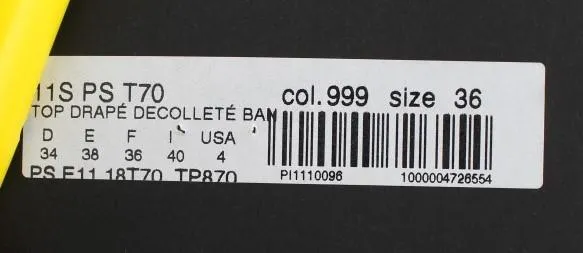 11S PS T70
TOP DRAPÉ DECOLLETÉ BAN
D E F I USA
34 38 36 40 4
PS E11 18T70 TP870
col.999 size 36
PI1110096 1000004726554